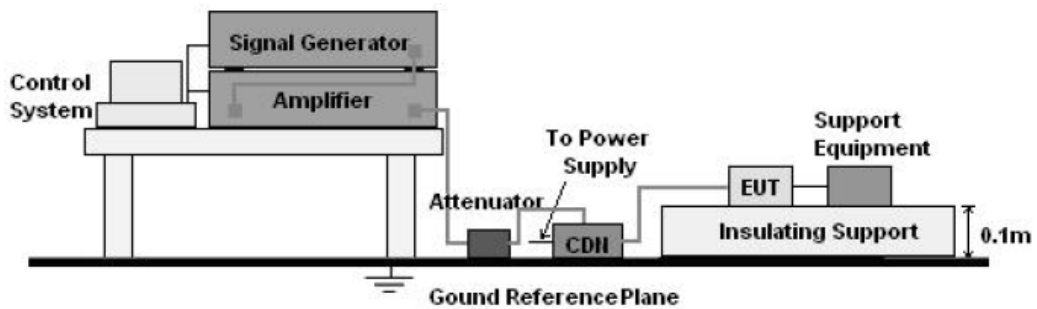 Signal Generator
Control
System
Amplifier
To Power
Supply
Support
Equipment
Attenuator
EUT
CDN
Insulating Support
0.1m
Gound Reference Plane